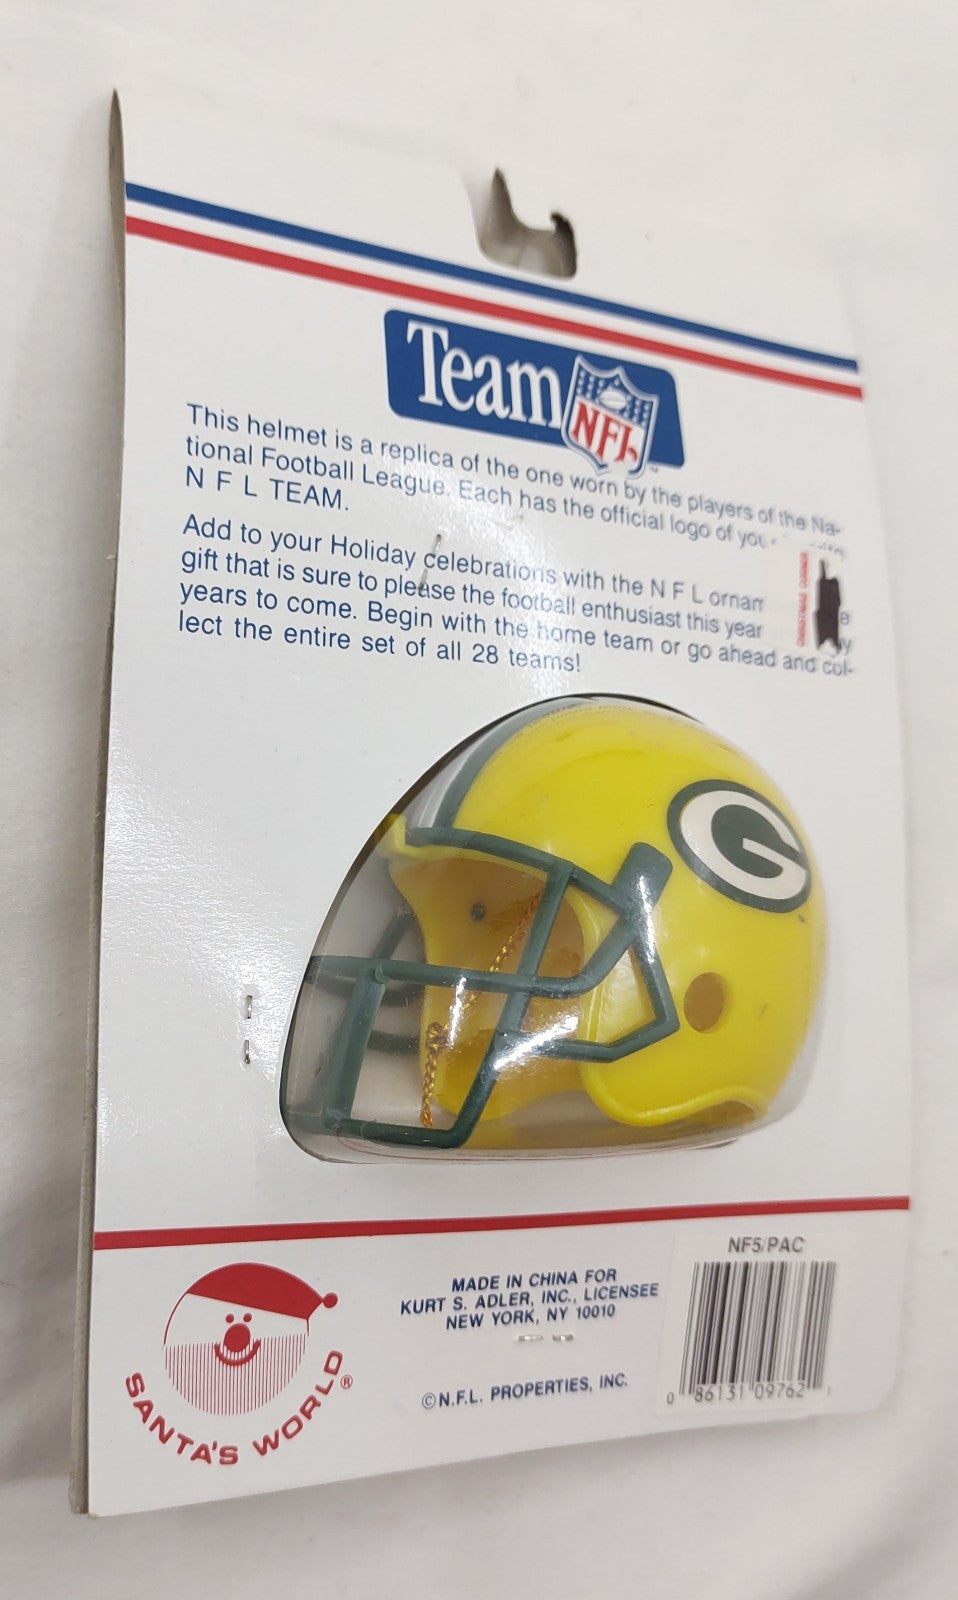 Team NFL ™
This helmet is a replica of the one worn by the players of the Na-
tional Football League. Each has the official logo of
N F L TEAM.
Add to your Holiday celebrations with the N F L
gift that is sure to please the football enthusiast this year
years to come. Begin with the home team or go ahead and col-
lect the entire set of all 28 teams!
CHRISTMAS CORNER
G
NF5/PAC
MADE IN CHINA FOR
KURT S. ADLER, INC., LICENSEE
NEW YORK, NY 10010
©N.F.L. PROPERTIES, INC.
0 86131 09762 1
SANTA'S WORLD®